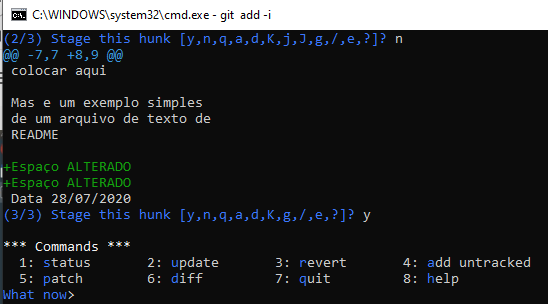 C:\WINDOWS\system32\cmd.exe - git  add -i
(2/3) Stage this hunk [y,n,q,a,d,K,j,J,g,/,e,?]? n
@@ -7,7 +8,9 @@
 colocar aqui

 Mas e um exemplo simples
 de um arquivo de texto de
 README

+Espaço ALTERADO
+Espaço ALTERADO
 Data 28/07/2020
(3/3) Stage this hunk [y,n,q,a,d,K,g,/,e,?]? y

*** Commands ***
  1: status       2: update       3: revert       4: add untracked
  5: patch        6: diff         7: quit         8: help
What now>